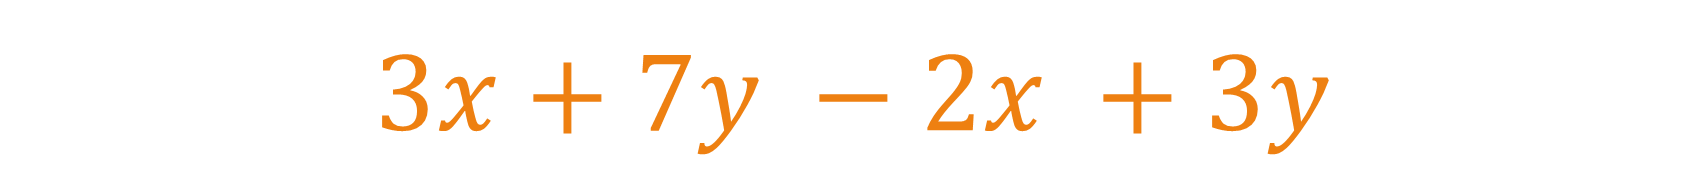 3x + 7y − 2x + 3y